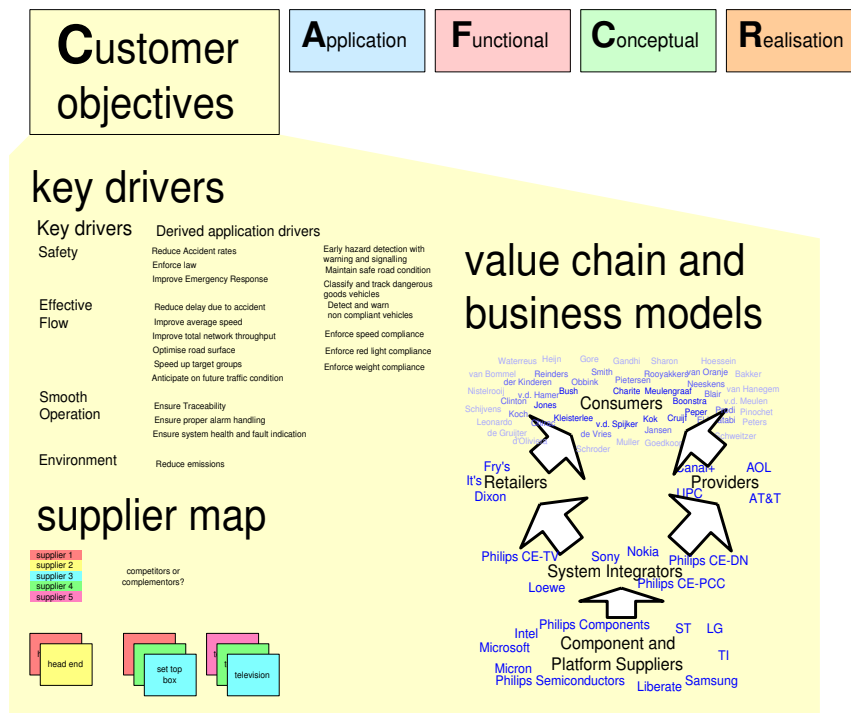 Customer
objectives
Application
Functional
Conceptual
Realisation
key drivers
Key drivers
Derived application drivers
Safety
Reduce Accident rates
Enforce law
Improve Emergency Response
Early hazard detection with
warning and signalling
Maintain safe road condition
Classify and track dangerous
goods vehicles
Detect and warn
non compliant vehicles
Enforce speed compliance
Enforce red light compliance
Enforce weight compliance
Effective
Flow
Reduce delay due to accident
Improve average speed
Improve total network throughput
Optimise road surface
Speed up target groups
Anticipate on future traffic condition
Smooth
Operation
Ensure Traceability
Ensure proper alarm handling
Ensure system health and fault indication
Environment
Reduce emissions
supplier map
supplier 1
supplier 2
supplier 3
supplier 4
supplier 5
competitors or
complementors?
head end
set top
box
television
value chain and
business models
Waterreus Heijn Gore Gandhi Sharon Hoessein
van Bommel Reinders Smith Rooyakkers van Oranje Bakker
der Kinderen Obbink Pietersen Neeskens
Nistelrooij v.d. Hamer Bush Charite Meulengraaf Blair van Hanegem
Clinton Consumers Boonstra v.d. Meulen
Schijvens Jones Peper Pinochet
Koch Kleisterlee v.d. Spijker Kok Cruijf Peters
Leonardo
de Gruijter de Vries Jansen Schweitzer
Schroder Muller
Fry's
It's Retailers
Dixon
Canal+ AOL
Providers
UPC AT&T
Philips CE-TV Sony Nokia Philips CE-DN
System Integrators
Loewe Philips CE-PCC
Philips Components ST LG
Intel
Microsoft Component and
Platform Suppliers TI
Micron
Philips Semiconductors Liberate Samsung